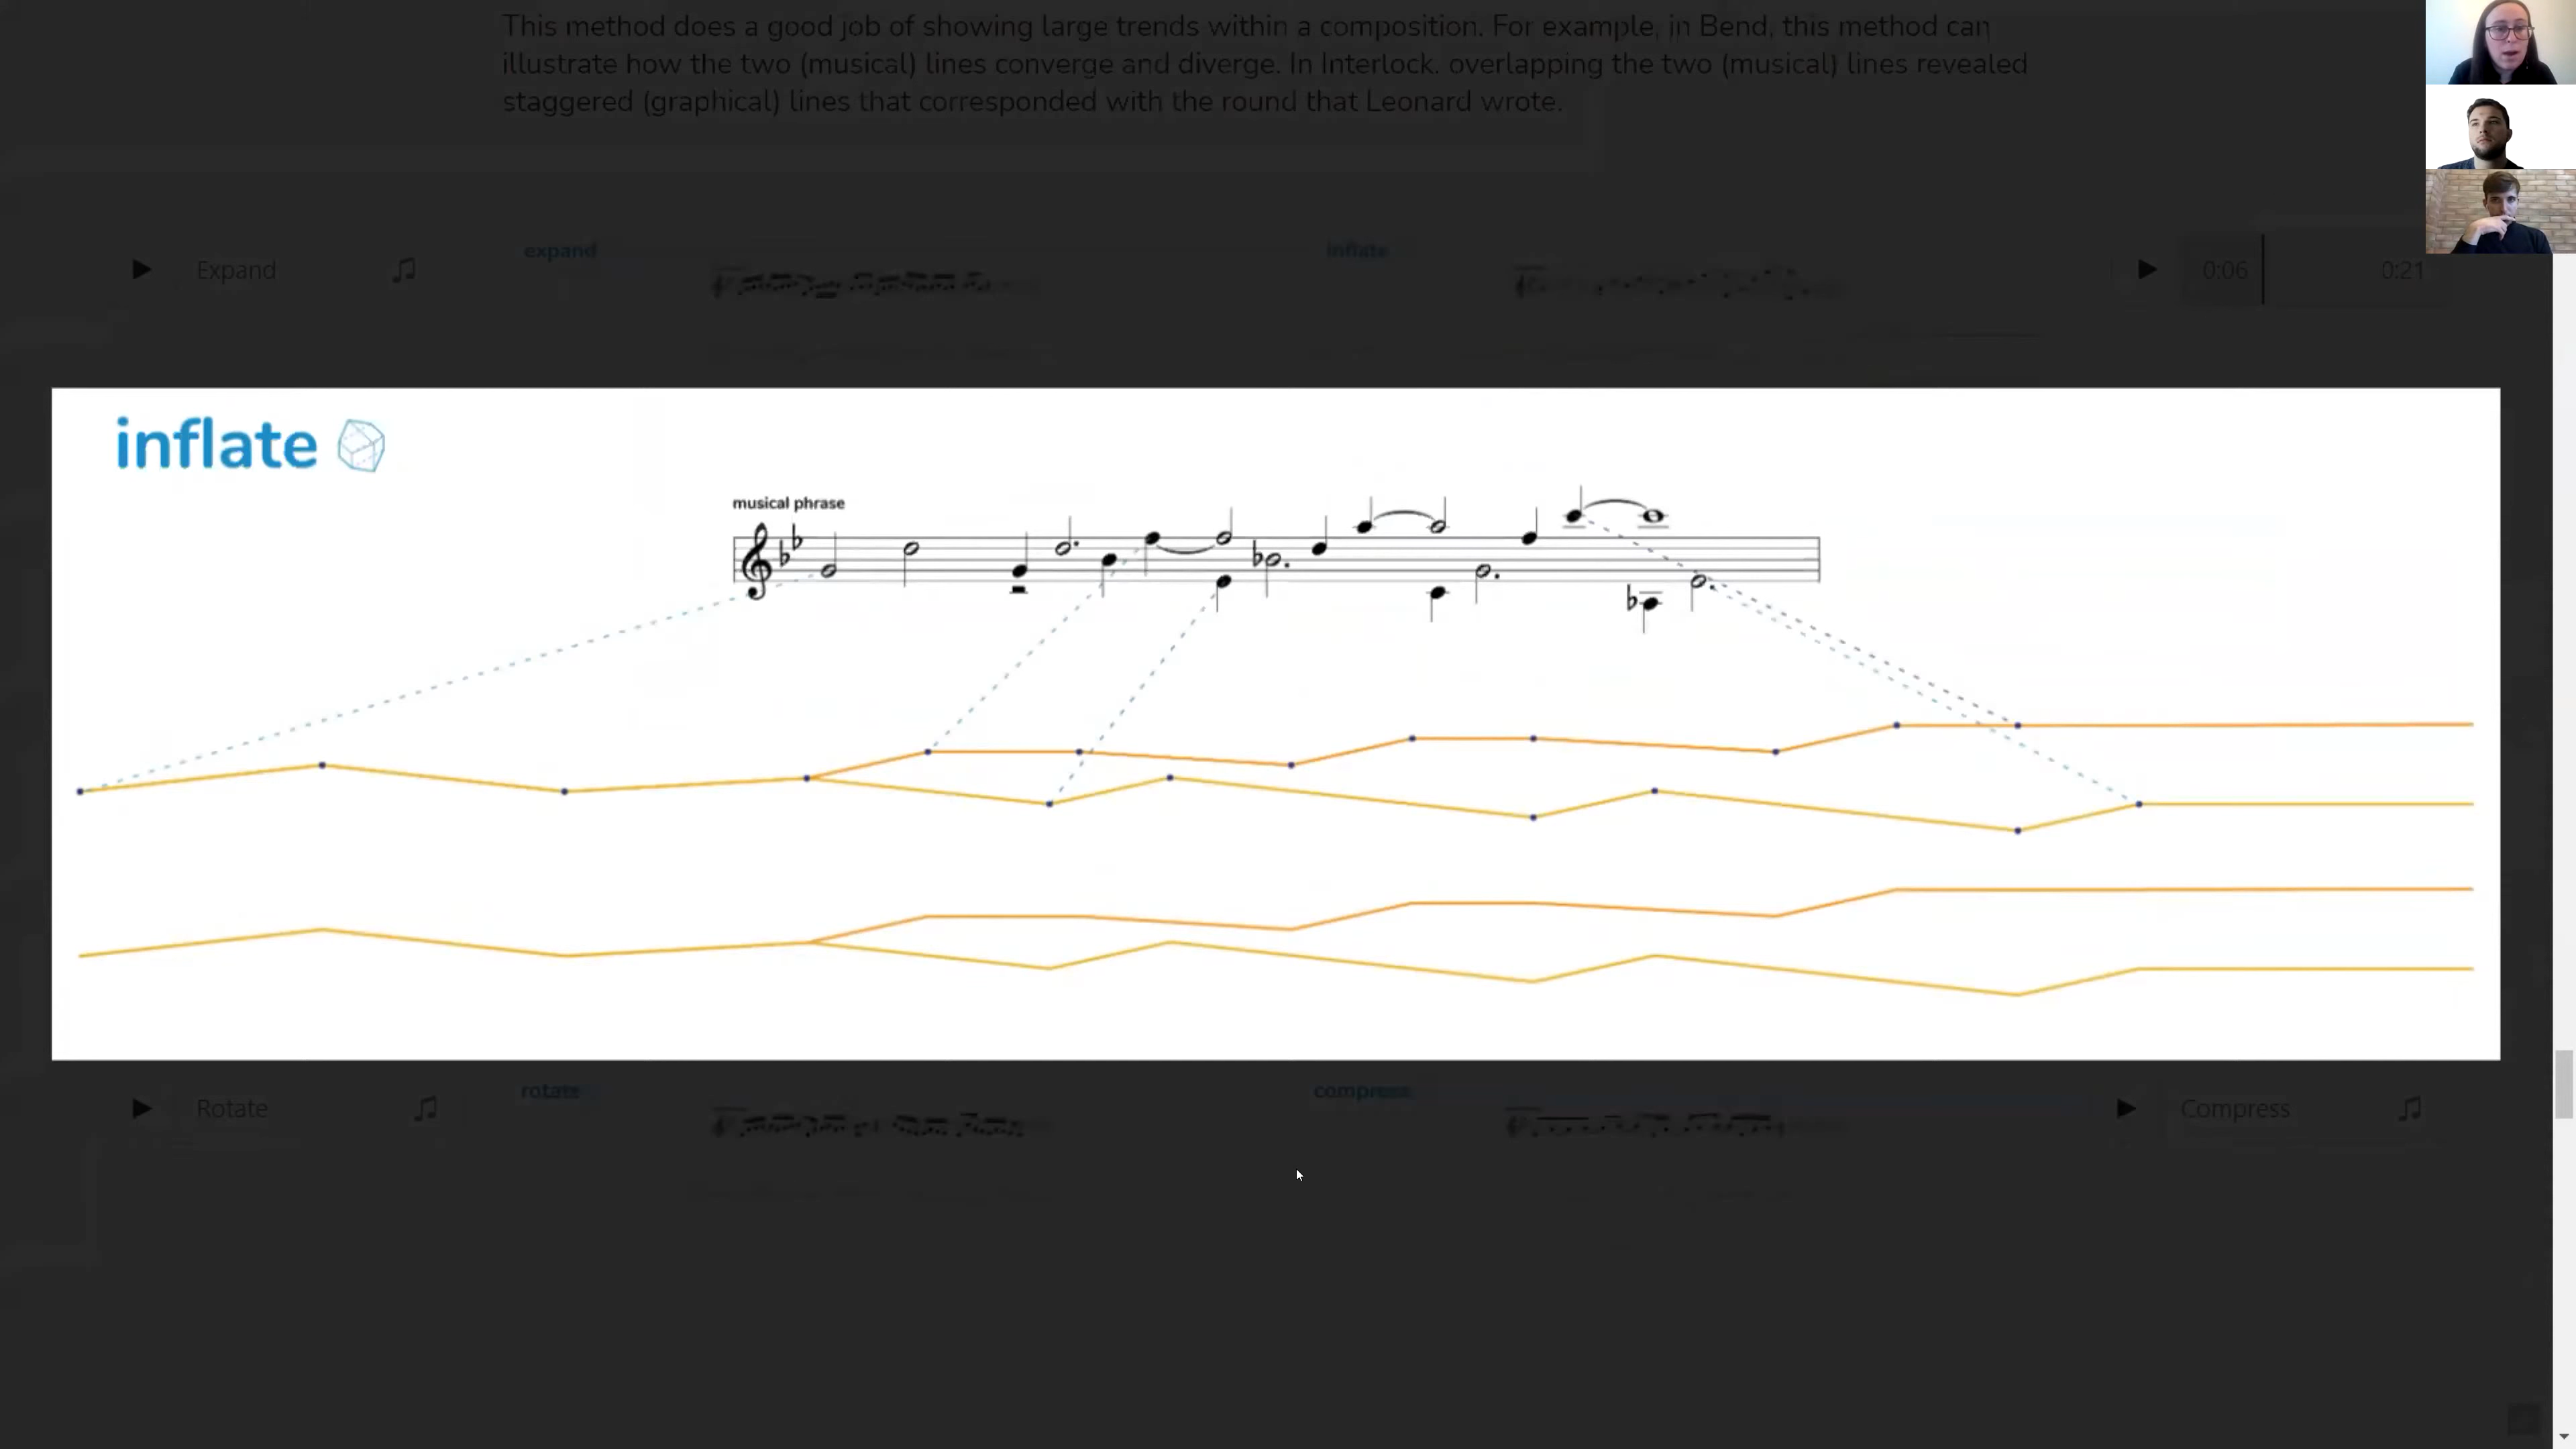 This method does a good job of showing large trends within a composition. For example, in Bend, this method can
illustrate how the two (musical) lines converge and diverge. In Interlock. overlapping the two (musical) lines revealed
staggered (graphical) lines that corresponded with the round that Leonard wrote.
Expand
expand
inflate
0:06
0:21
inflate
musical phrase
Rotate
rotate
compress
Compress